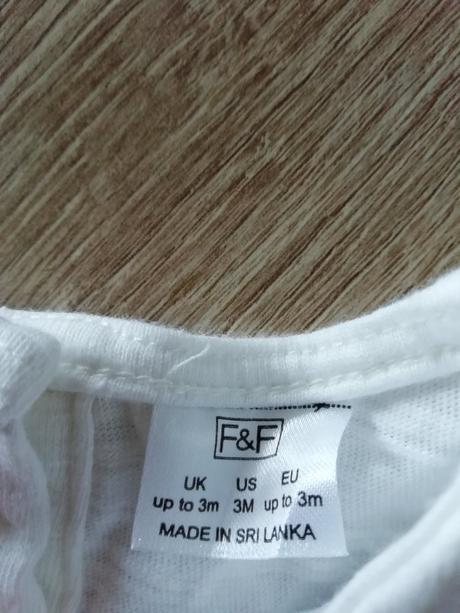 F&F
UK US EU
up to 3m 3M up to 3m
MADE IN SRI LANKA